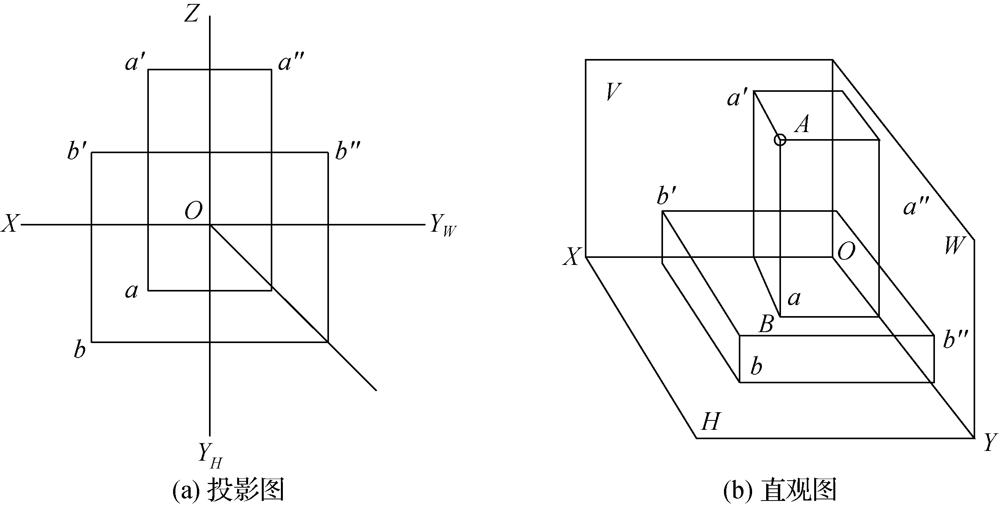 Z
a′ a″
b′ b″
O
X Y_W
a
b
Y_H
(a) 投影图
V
a′
A
b′
a″
W
X O
a
B
b″
b
H
Y
(b) 直观图